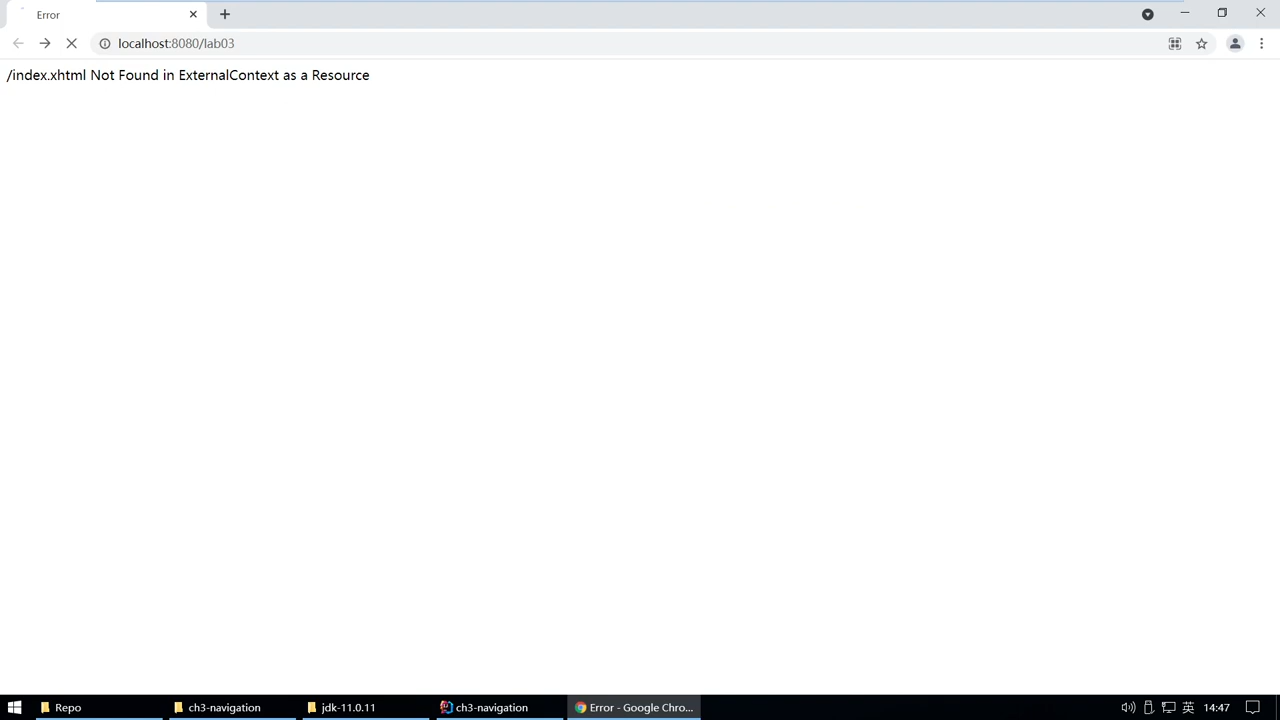 Error
localhost:8080/lab03
/index.xhtml Not Found in ExternalContext as a Resource
Repo
ch3-navigation
jdk-11.0.11
ch3-navigation
Error - Google Chro...
英
14:47